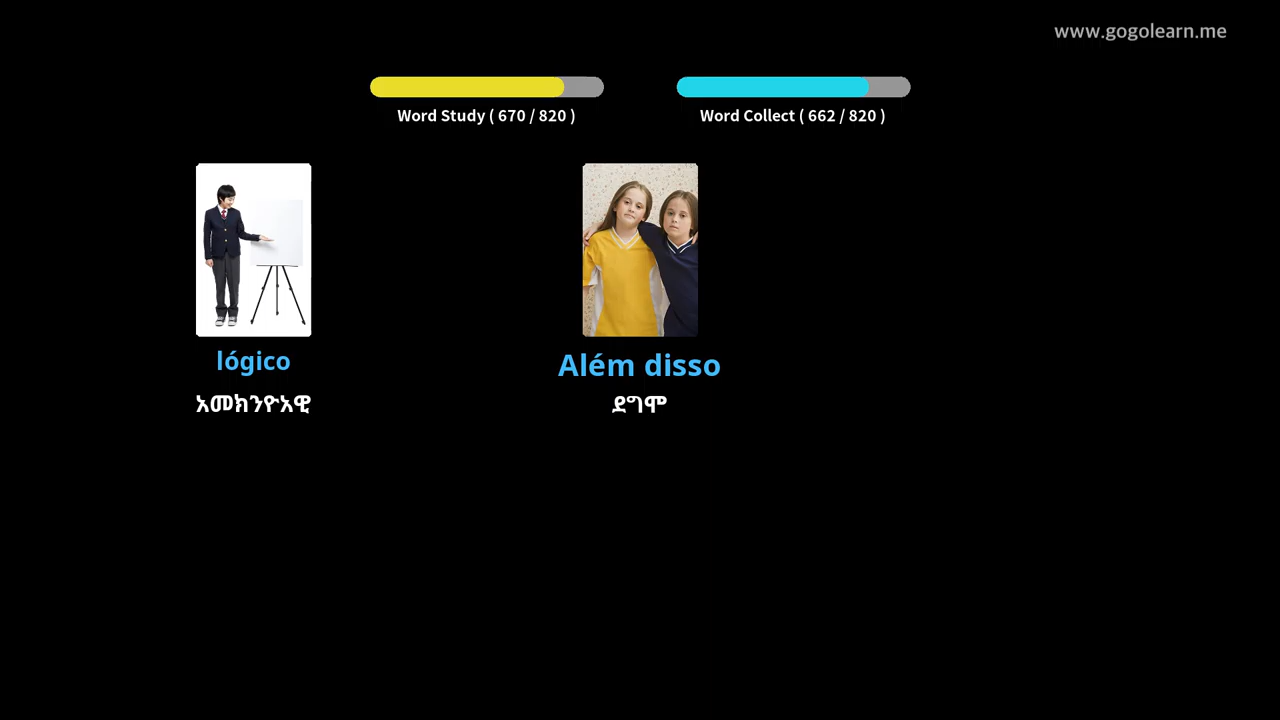 www.gogolearn.me
Word Study ( 670 / 820 )
Word Collect ( 662 / 820 )
lógico
Além disso
አመክንዮአዊ
ደግሞ